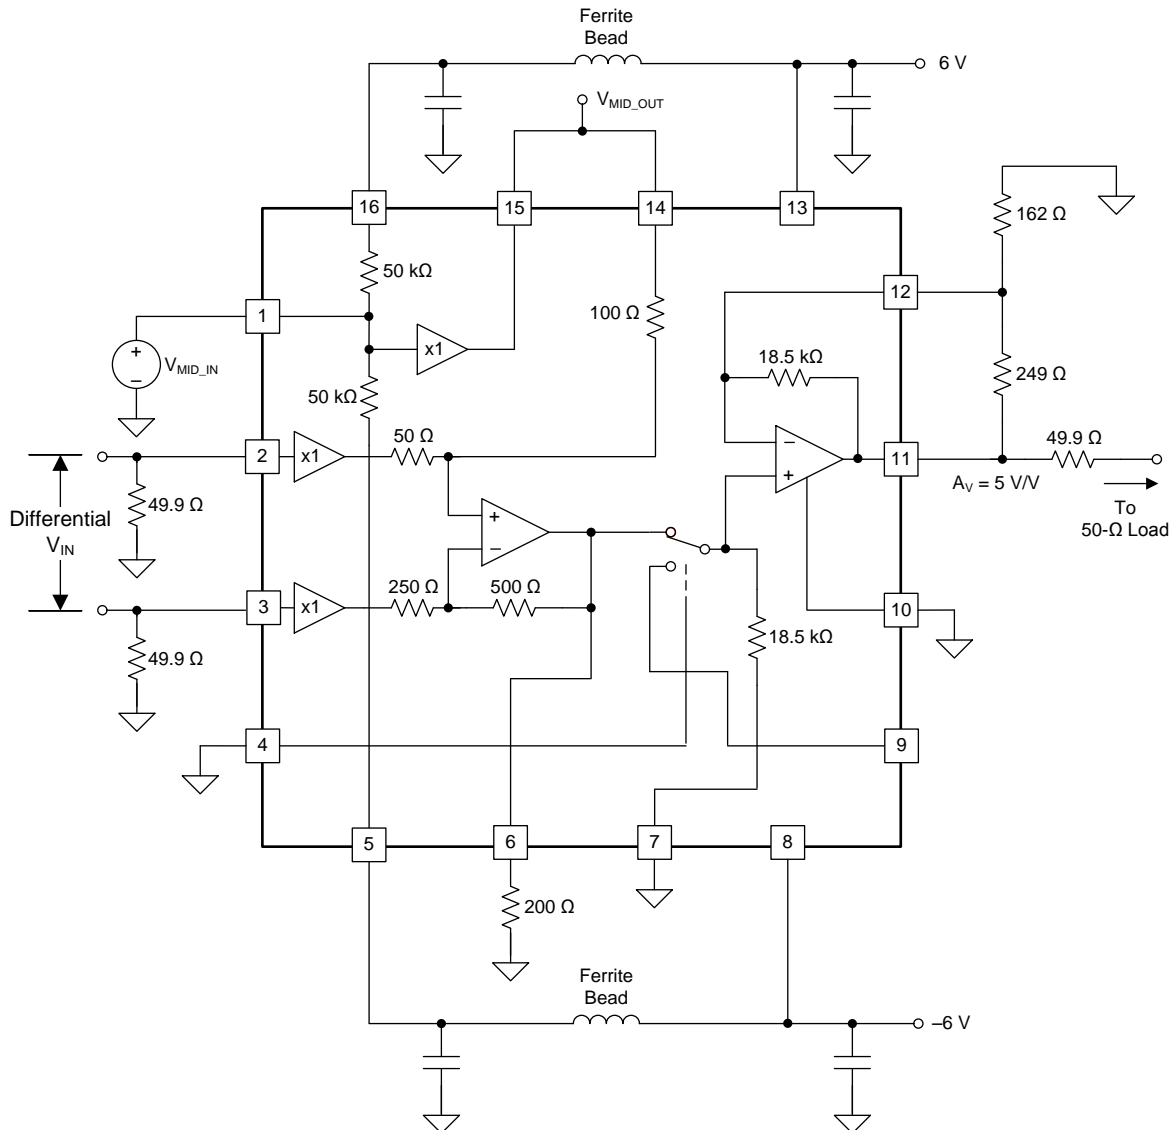 Ferrite
Bead
6 V
V_MID_OUT
16
15
14
13
162 Ω
50 kΩ
12
1
100 Ω
x1
18.5 kΩ
249 Ω
+
−
V_MID_IN
50 kΩ
50 Ω
49.9 Ω
2
x1
−
+
11
A_V = 5 V/V
To
50-Ω Load
49.9 Ω
Differential
V_IN
+
−
250 Ω
500 Ω
3
x1
10
18.5 kΩ
49.9 Ω
4
9
5
6
7
8
200 Ω
Ferrite
Bead
–6 V